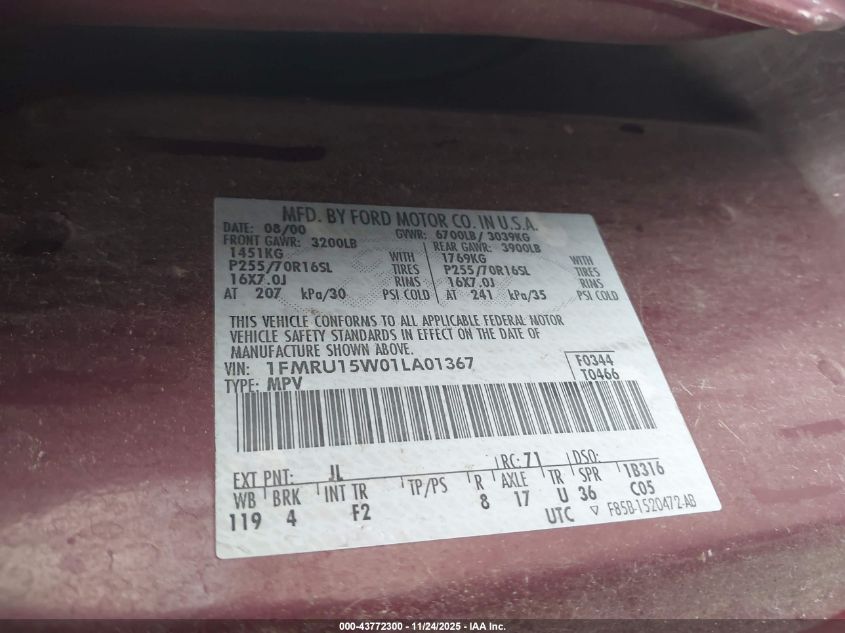 MFD. BY FORD MOTOR CO. IN U.S.A.
DATE: 08/00 GVWR: 6700LB/ 3039KG
FRONT GAWR: 3200LB REAR GAWR: 3900LB
1451KG WITH 1769KG WITH
P255/70R16SL TIRES P255/70R16SL TIRES
16X7.0J RIMS 16X7.0J RIMS
AT 207 kPa/30 PSI COLD AT 241 kPa/35 PSI COLD
THIS VEHICLE CONFORMS TO ALL APPLICABLE FEDERAL MOTOR
VEHICLE SAFETY STANDARDS IN EFFECT ON THE DATE OF
MANUFACTURE SHOWN ABOVE.
VIN: 1FMRU15W01LA01367 F0344
TYPE: MPV T0466
EXT PNT: JL RC: 71 DSO:
WB BRK INT TR TP/PS R AXLE TR SPR 1B316
119 4 F2 8 17 U 36 C05
UTC ▽ F85B-1520472-AB
000-43772300 - 11/24/2025 - IAA Inc.